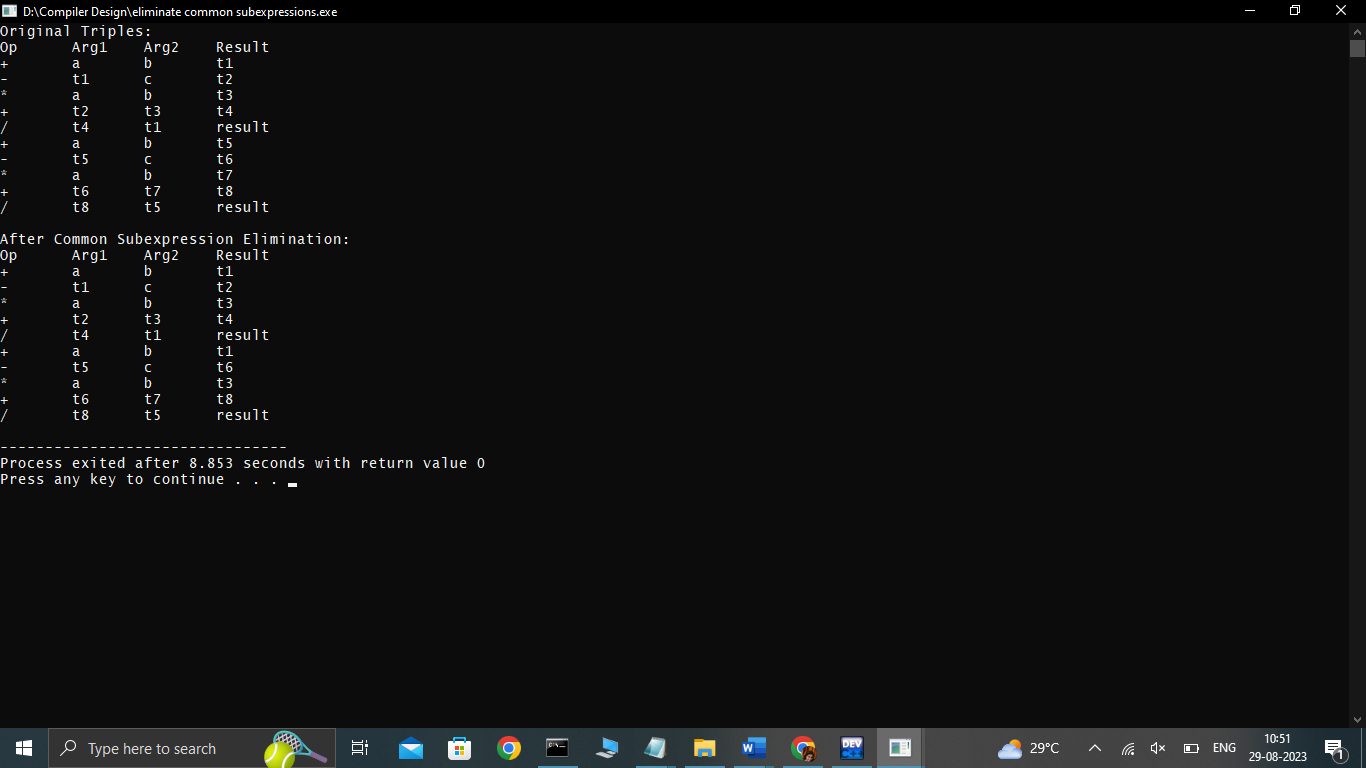 D:\Compiler Design\eliminate common subexpressions.exe
Original Triples:
Op Arg1 Arg2 Result
+ a b t1
- t1 c t2
* a b t3
+ t2 t3 t4
/ t4 t1 result
+ a b t5
- t5 c t6
* a b t7
+ t6 t7 t8
/ t8 t5 result
After Common Subexpression Elimination:
Op Arg1 Arg2 Result
+ a b t1
- t1 c t2
* a b t3
+ t2 t3 t4
/ t4 t1 result
+ a b t1
- t5 c t6
* a b t3
+ t6 t7 t8
/ t8 t5 result
--------------------------------
Process exited after 8.853 seconds with return value 0
Press any key to continue . . .
Type here to search
W
DEV
29°C
ENG
10:51
29-08-2023
1